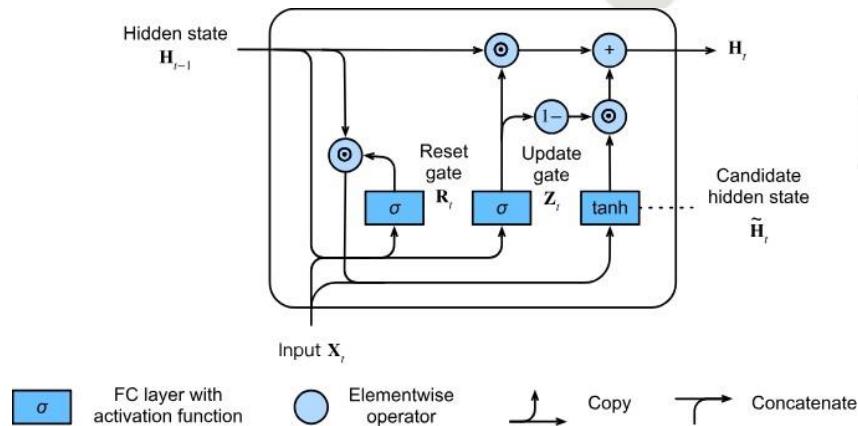 Hidden state
H_{t−1}
H_t
+
1−
Reset
gate
R_t
Update
gate
Z_t
Candidate
hidden state
H̃_t
σ
σ
tanh
Input X_t
σ
FC layer with
activation function
Elementwise
operator
Copy
Concatenate